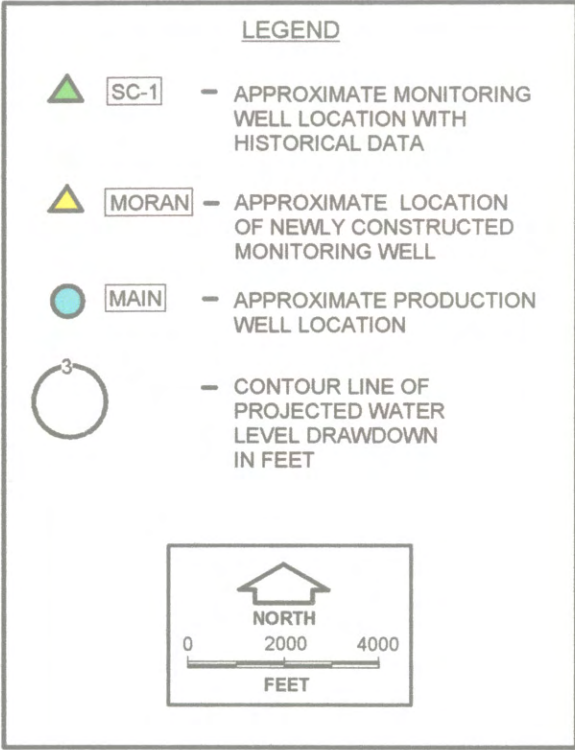 LEGEND
SC-1 - APPROXIMATE MONITORING
WELL LOCATION WITH
HISTORICAL DATA
MORAN - APPROXIMATE LOCATION
OF NEWLY CONSTRUCTED
MONITORING WELL
MAIN - APPROXIMATE PRODUCTION
WELL LOCATION
3 - CONTOUR LINE OF
PROJECTED WATER
LEVEL DRAWDOWN
IN FEET
NORTH
0 2000 4000
FEET